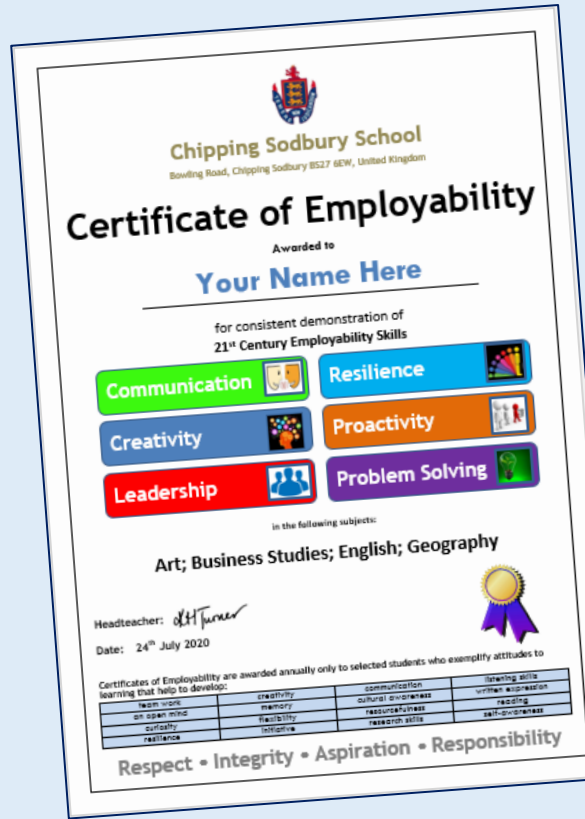 Chipping Sodbury School
Bowling Road, Chipping Sodbury BS27 6EW, United Kingdom
Certificate of Employability
Awarded to
Your Name Here
for consistent demonstration of
21st Century Employability Skills
Communication Resilience
Creativity Proactivity
Leadership Problem Solving
in the following subjects:
Art; Business Studies; English; Geography
Headteacher: Turner
Date: 24th July 2020
Certificates of Employability are awarded annually only to selected students who exemplify attitudes to
learning that help to develop:
team work creativity communication listening skills
an open mind memory cultural awareness written expression
curiosity flexibility resourcefulness reading
resilience initiative research skills self-awareness
Respect • Integrity • Aspiration • Responsibility